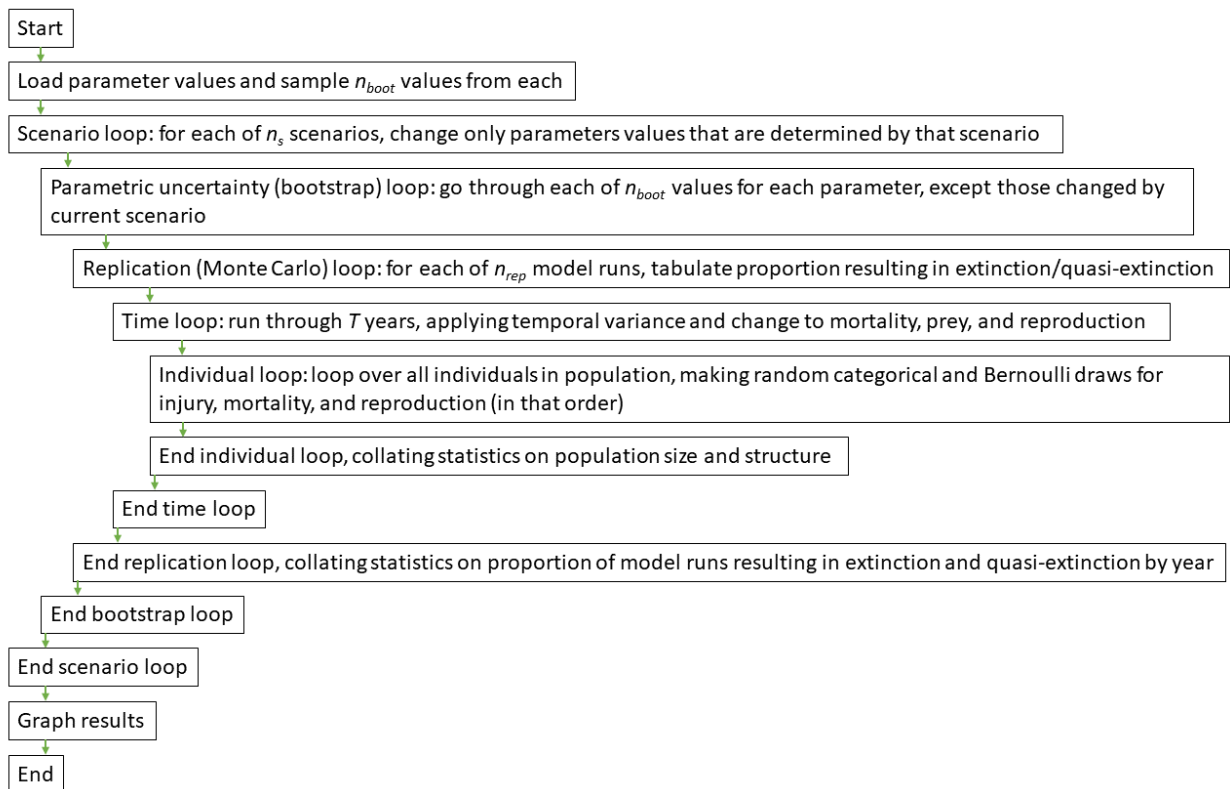 Start
Load parameter values and sample nboot values from each
Scenario loop: for each of ns scenarios, change only parameters values that are determined by that scenario
Parametric uncertainty (bootstrap) loop: go through each of nboot values for each parameter, except those changed by
current scenario
Replication (Monte Carlo) loop: for each of nrep model runs, tabulate proportion resulting in extinction/quasi-extinction
Time loop: run through T years, applying temporal variance and change to mortality, prey, and reproduction
Individual loop: loop over all individuals in population, making random categorical and Bernoulli draws for
injury, mortality, and reproduction (in that order)
End individual loop, collating statistics on population size and structure
End time loop
End replication loop, collating statistics on proportion of model runs resulting in extinction and quasi-extinction by year
End bootstrap loop
End scenario loop
Graph results
End